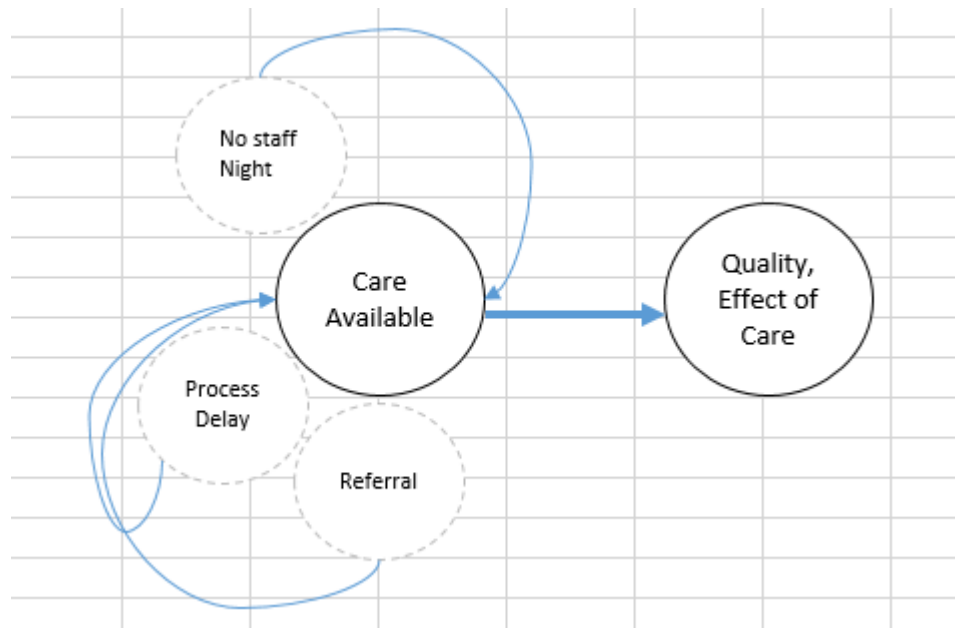 No staff
Night
Care
Available
Quality,
Effect of
Care
Process
Delay
Referral